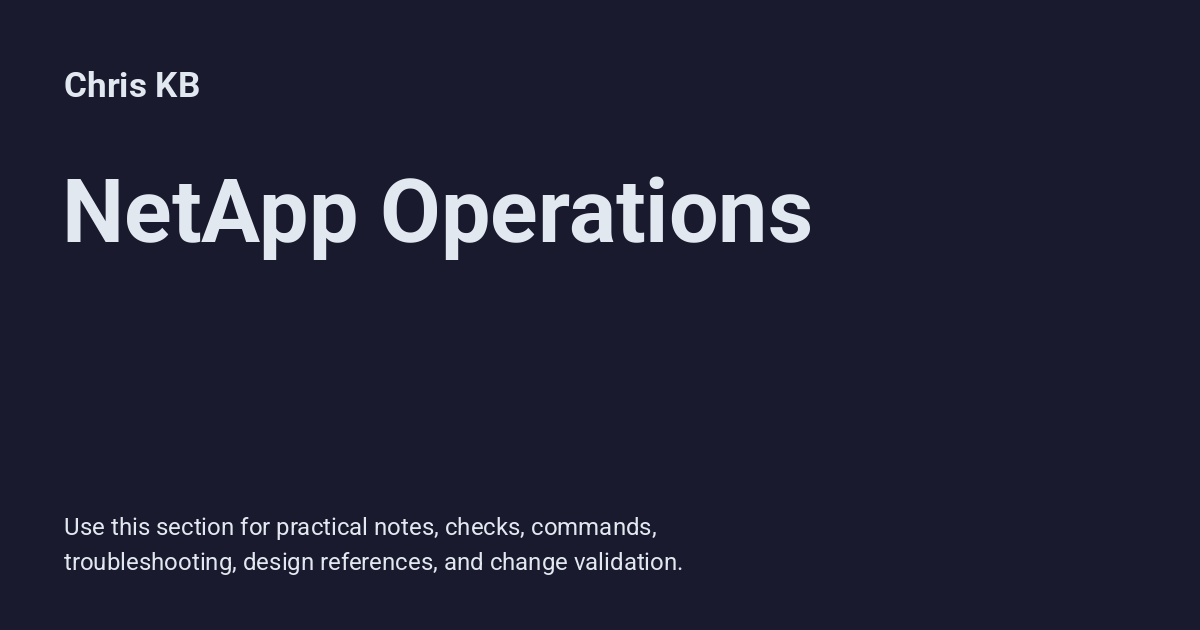 Chris KB
NetApp Operations
Use this section for practical notes, checks, commands,
troubleshooting, design references, and change validation.